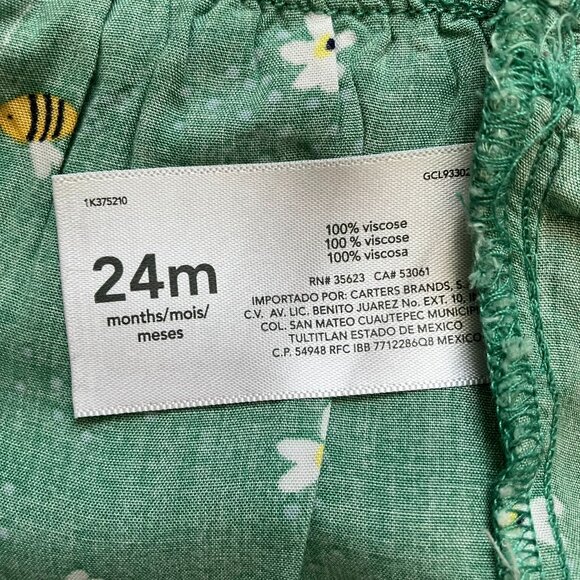 1K375210
GCL93302
24m
months/mois/
meses
100% viscose
100 % viscose
100% viscosa
RN# 35623 CA# 53061
IMPORTADO POR: CARTERS BRANDS, S.
C.V. AV. LIC. BENITO JUAREZ No. EXT. 10,
COL. SAN MATEO CUAUTEPEC MUNICIP
TULTITLAN ESTADO DE MEXICO
C.P. 54948 RFC IBB 7712286Q8 MEXICO